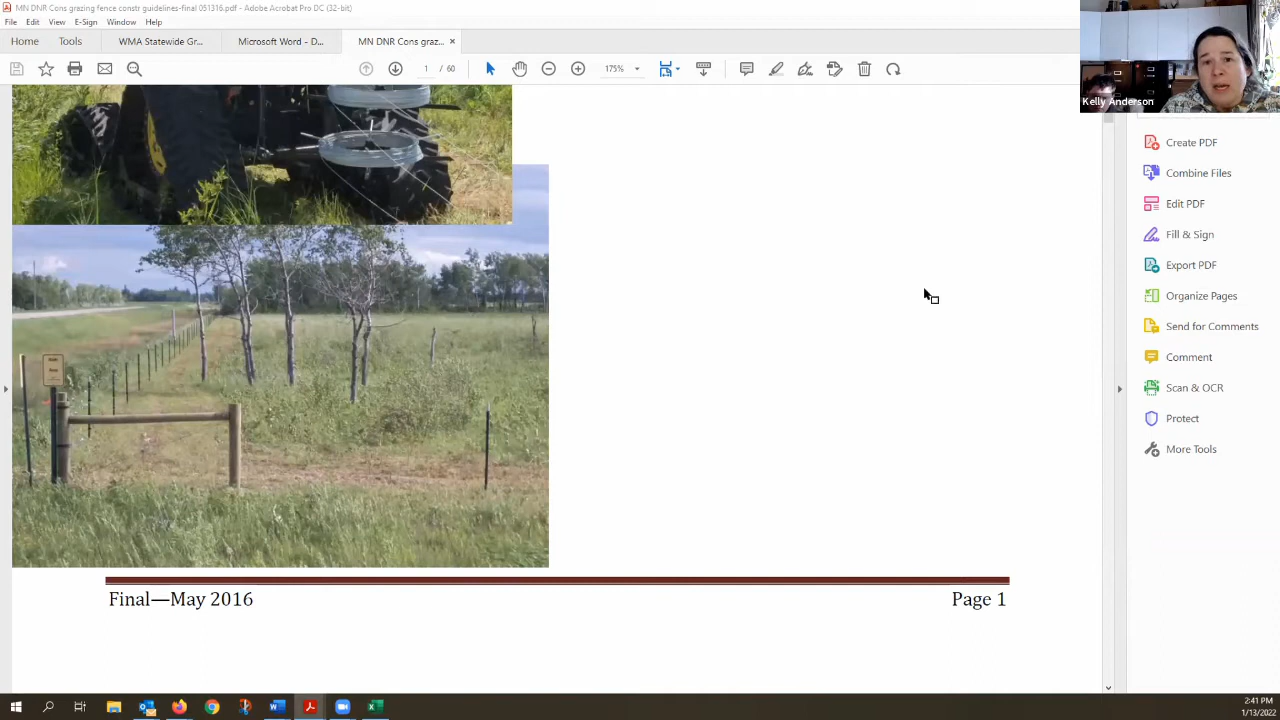 MN DNR Cons grazing fence constr guidelines-final 051316.pdf - Adobe Acrobat Pro DC (32-bit)
File Edit View E-Sign Window Help
Home Tools WMA Statewide Gr... Microsoft Word - D... MN DNR Cons graz... ×
1 / 60 175%
Kelly Anderson
Create PDF
Combine Files
Edit PDF
Fill & Sign
Export PDF
Organize Pages
Send for Comments
Comment
Scan & OCR
Protect
More Tools
Final—May 2016 Page 1
2:41 PM
1/13/2022